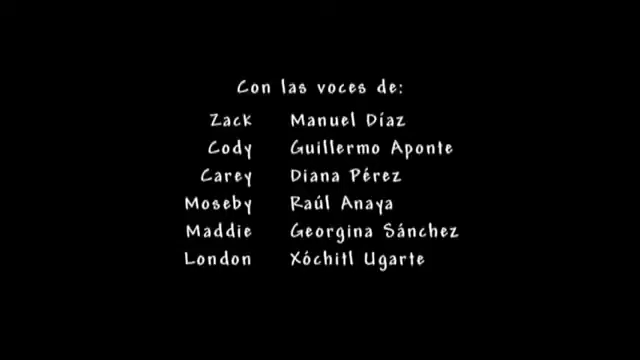 Con las voces de:
Zack Manuel Díaz
Cody Guillermo Aponte
Carey Diana Pérez
Moseby Raúl Anaya
Maddie Georgina Sánchez
London Xóchitl Ugarte